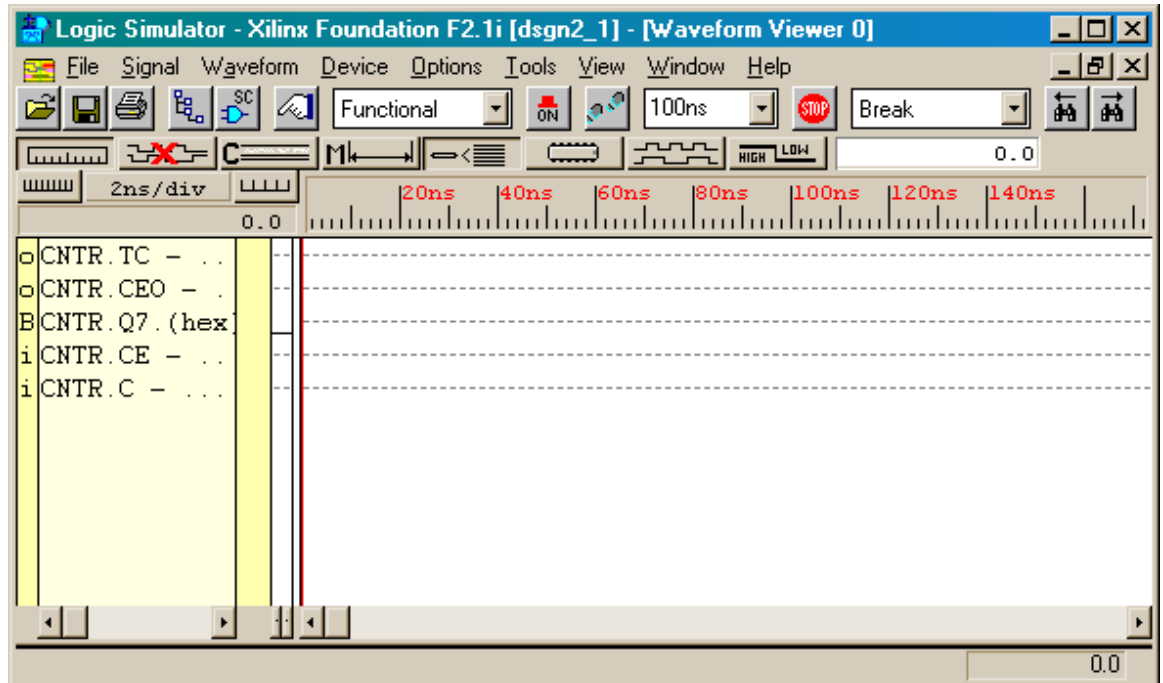 Logic Simulator - Xilinx Foundation F2.1i [dsgn2_1] - [Waveform Viewer 0]
File Signal Waveform Device Options Tools View Window Help
SC Functional ON 100ns STOP Break
C M HIGH LOW 0.0
2ns/div 20ns 40ns 60ns 80ns 100ns 120ns 140ns
0.0
o CNTR.TC - ..
o CNTR.CEO - .
B CNTR.Q7.(hex)
i CNTR.CE - ..
i CNTR.C - ...
0.0